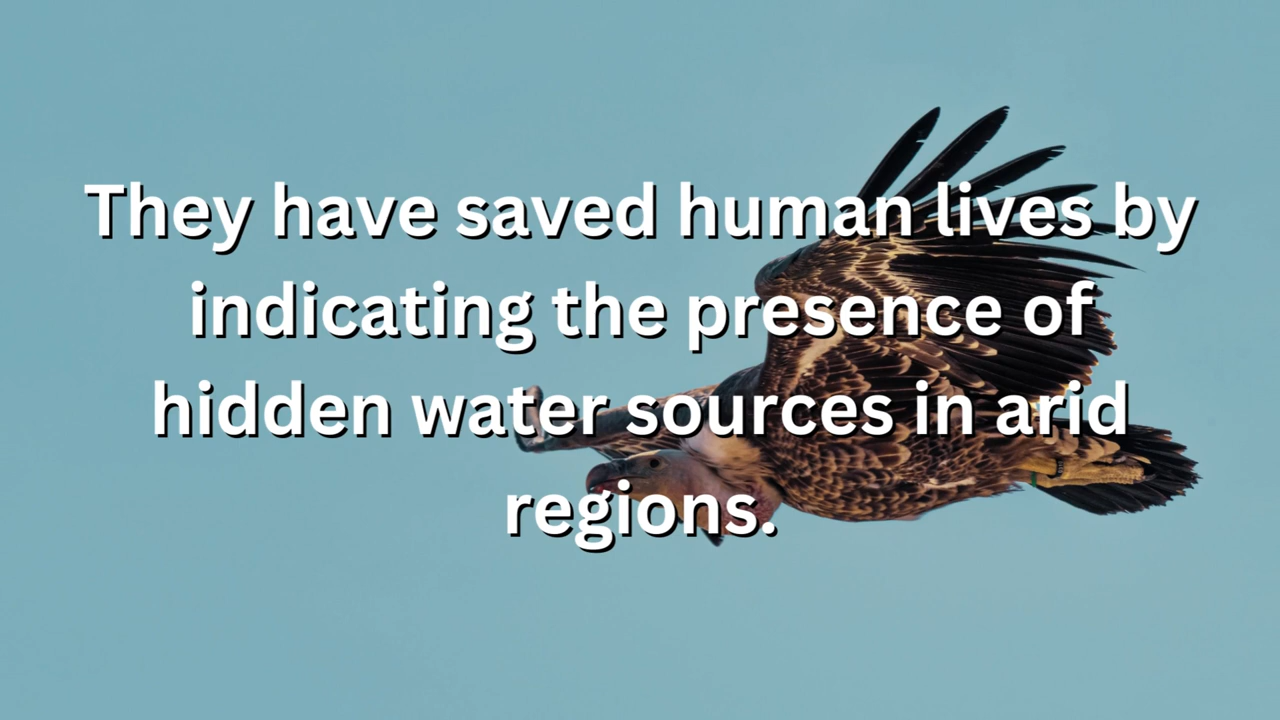 They have saved human lives by
indicating the presence of
hidden water sources in arid
regions.